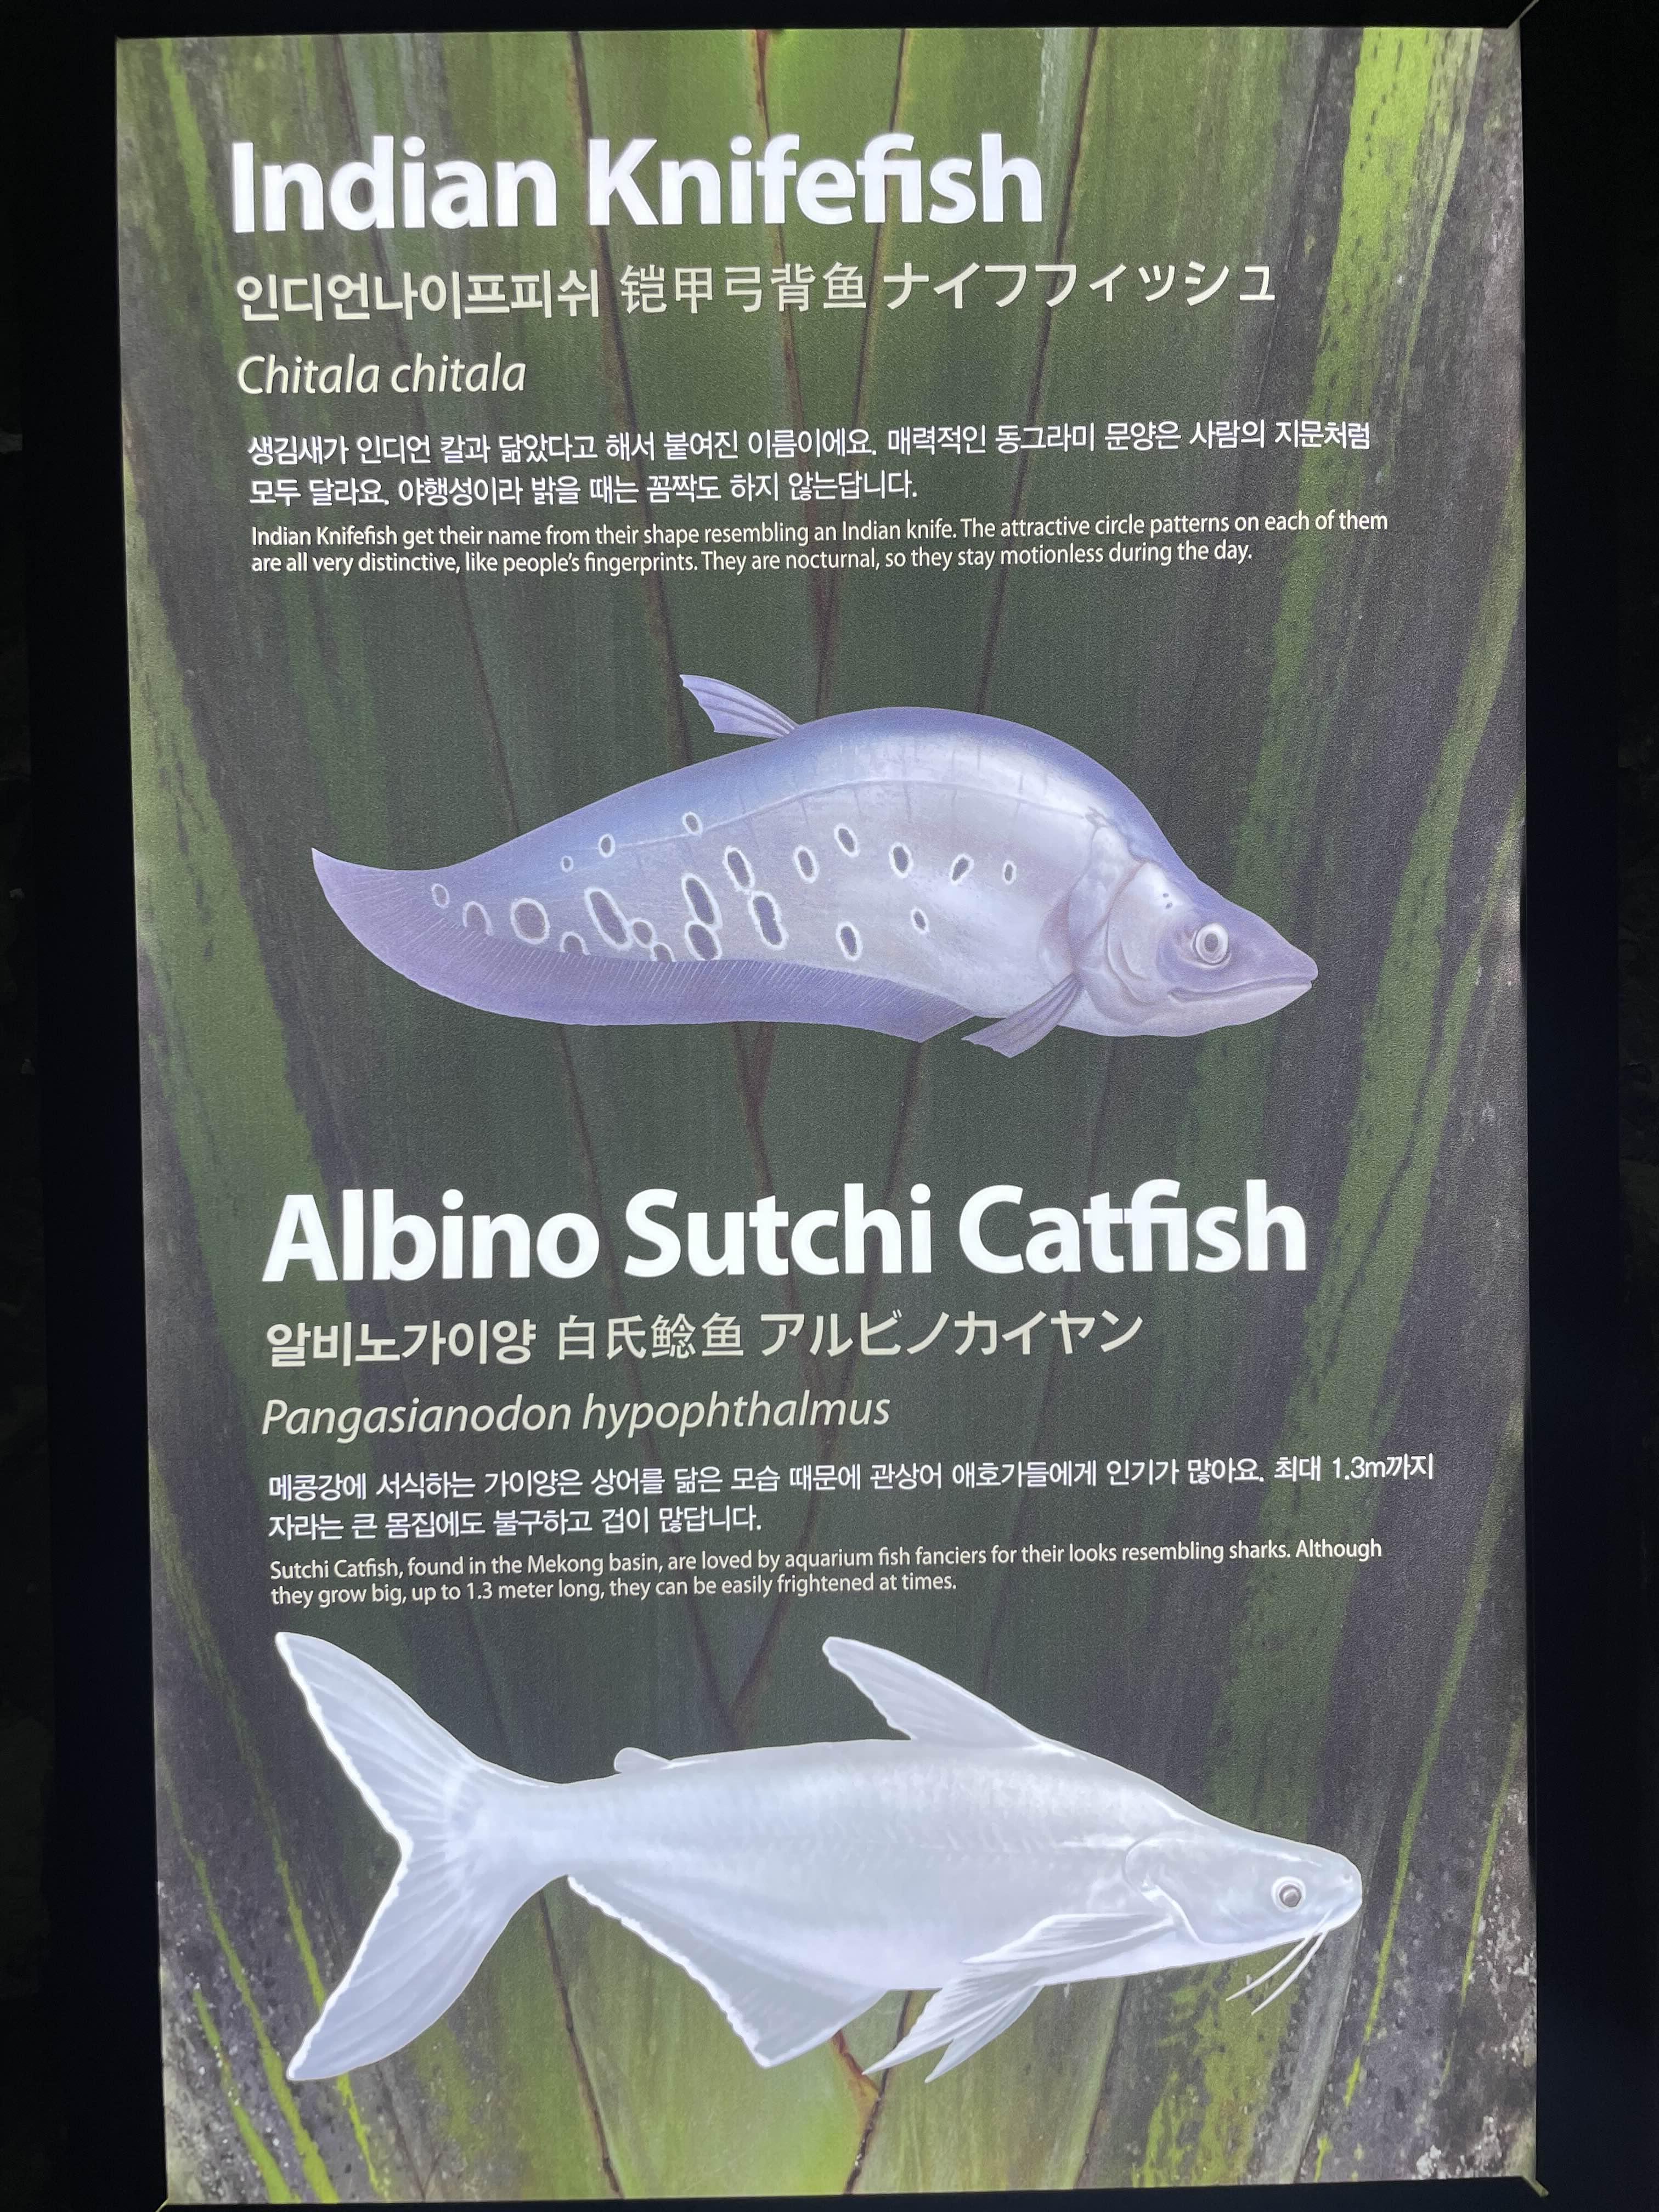 Indian Knifefish
인디언나이프피쉬 铠甲弓背鱼 ナイフフィッシュ
Chitala chitala
생김새가 인디언 칼과 닮았다고 해서 붙여진 이름이에요. 매력적인 동그라미 문양은 사람의 지문처럼
모두 달라요. 야행성이라 밝을 때는 꼼짝도 하지 않는답니다.
Indian Knifefish get their name from their shape resembling an Indian knife. The attractive circle patterns on each of them
are all very distinctive, like people's fingerprints. They are nocturnal, so they stay motionless during the day.
Albino Sutchi Catfish
알비노가이양 白氏鲶鱼 アルビノカイヤン
Pangasianodon hypophthalmus
메콩강에 서식하는 가이양은 상어를 닮은 모습 때문에 관상어 애호가들에게 인기가 많아요. 최대 1.3m까지
자라는 큰 몸집에도 불구하고 겁이 많답니다.
Sutchi Catfish, found in the Mekong basin, are loved by aquarium fish fanciers for their looks resembling sharks. Although
they grow big, up to 1.3 meter long, they can be easily frightened at times.